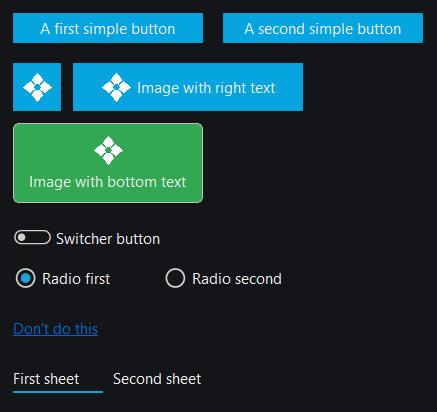 A first simple button
A second simple button
Image with right text
Image with bottom text
Switcher button
Radio first
Radio second
Don't do this
First sheet
Second sheet